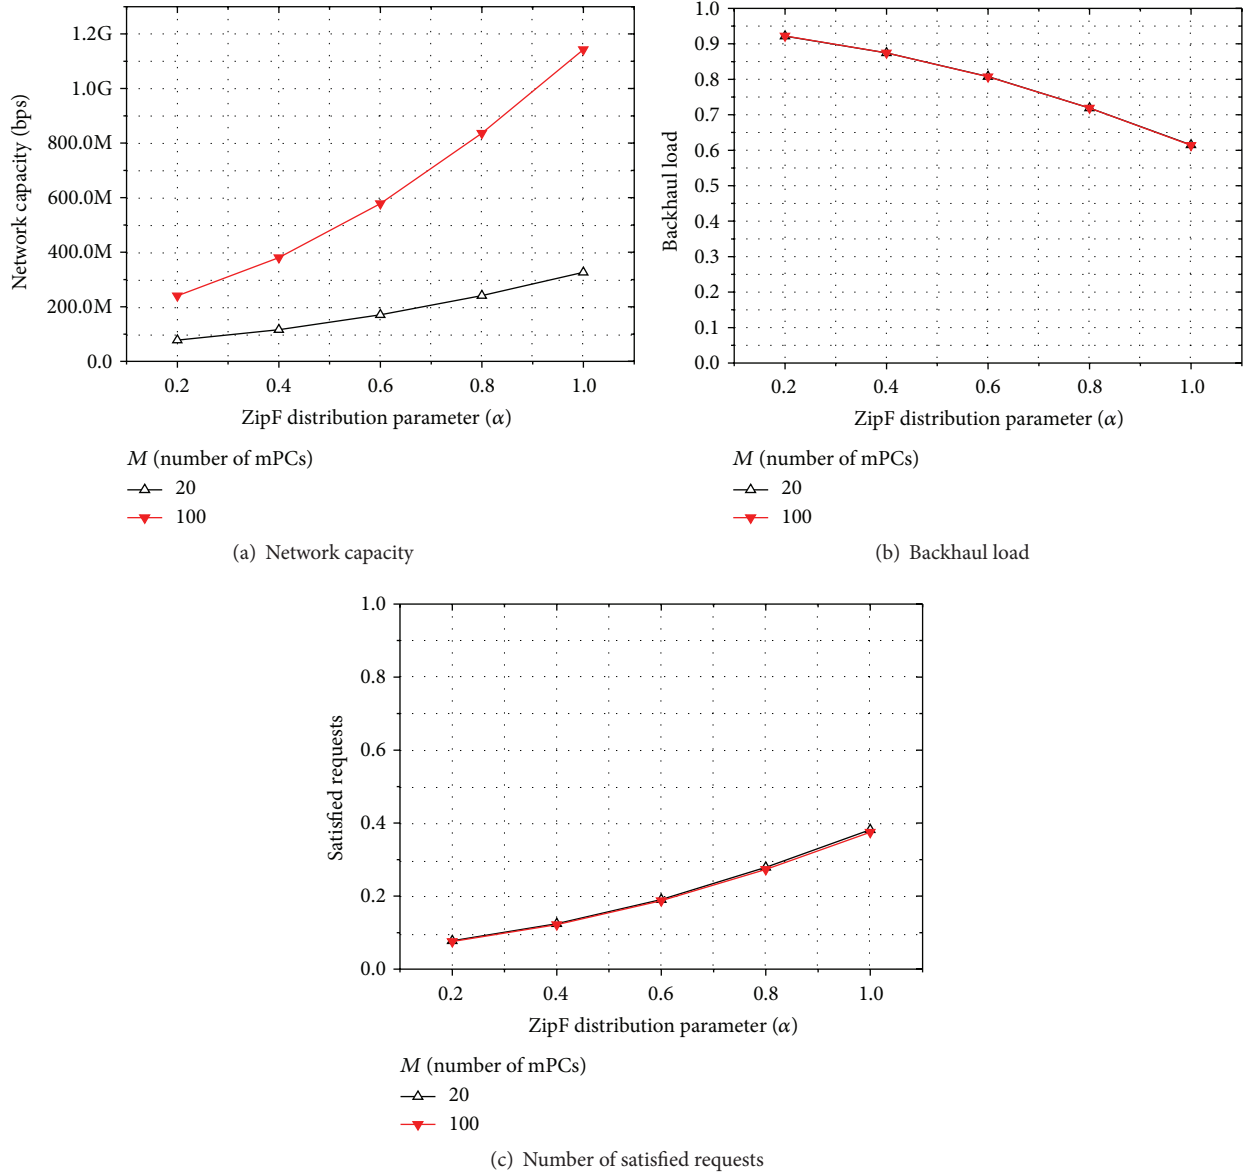 1.2G
1.0G
800.0M
600.0M
400.0M
200.0M
0.0
Network capacity (bps)
0.2 0.4 0.6 0.8 1.0
ZipF distribution parameter (α)
M (number of mPCs)
20
100
(a) Network capacity
1.0
0.9
0.8
0.7
0.6
0.5
0.4
0.3
0.2
0.1
0.0
Backhaul load
0.2 0.4 0.6 0.8 1.0
ZipF distribution parameter (α)
M (number of mPCs)
20
100
(b) Backhaul load
1.0
0.8
0.6
0.4
0.2
0.0
Satisfied requests
0.2 0.4 0.6 0.8 1.0
ZipF distribution parameter (α)
M (number of mPCs)
20
100
(c) Number of satisfied requests